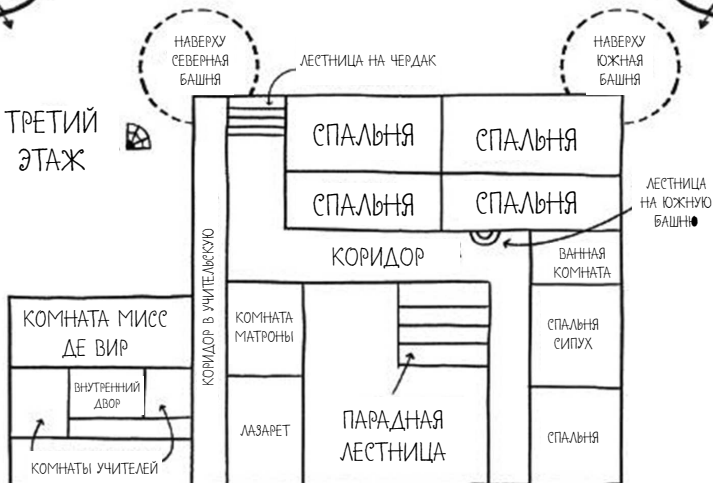 НАВЕРХУ
СЕВЕРНАЯ
БАШНЯ
ЛЕСТНИЦА НА ЧЕРДАК
НАВЕРХУ
ЮЖНАЯ
БАШНЯ
ТРЕТИЙ
ЭТАЖ
СПАЛЬНЯ
СПАЛЬНЯ
СПАЛЬНЯ
СПАЛЬНЯ
ЛЕСТНИЦА
НА ЮЖНУЮ
БАШНЮ
КОРИДОР В УЧИТЕЛЬСКУЮ
КОРИДОР
ВАННАЯ
КОМНАТА
КОМНАТА МИСС
ДЕ ВИР
КОМНАТА
МАТРОНЫ
СПАЛЬНЯ
СИПУХ
ВНУТРЕННИЙ
ДВОР
ПАРАДНАЯ
ЛЕСТНИЦА
ЛАЗАРЕТ
СПАЛЬНЯ
КОМНАТЫ УЧИТЕЛЕЙ